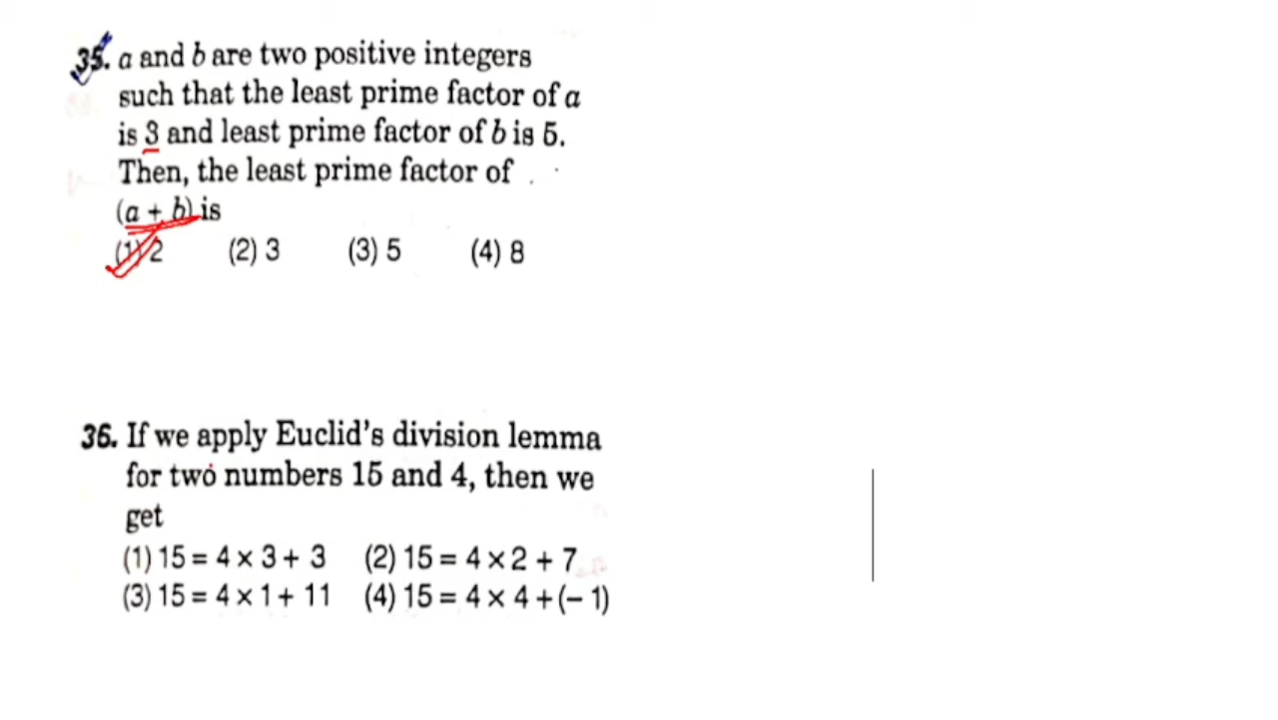 35. a and b are two positive integers
such that the least prime factor of a
is 3 and least prime factor of b is 5.
Then, the least prime factor of
(a + b) is
(1) 2 (2) 3 (3) 5 (4) 8
36. If we apply Euclid's division lemma
for two numbers 15 and 4, then we
get
(1) 15 = 4 × 3 + 3 (2) 15 = 4 × 2 + 7
(3) 15 = 4 × 1 + 11 (4) 15 = 4 × 4 + (– 1)